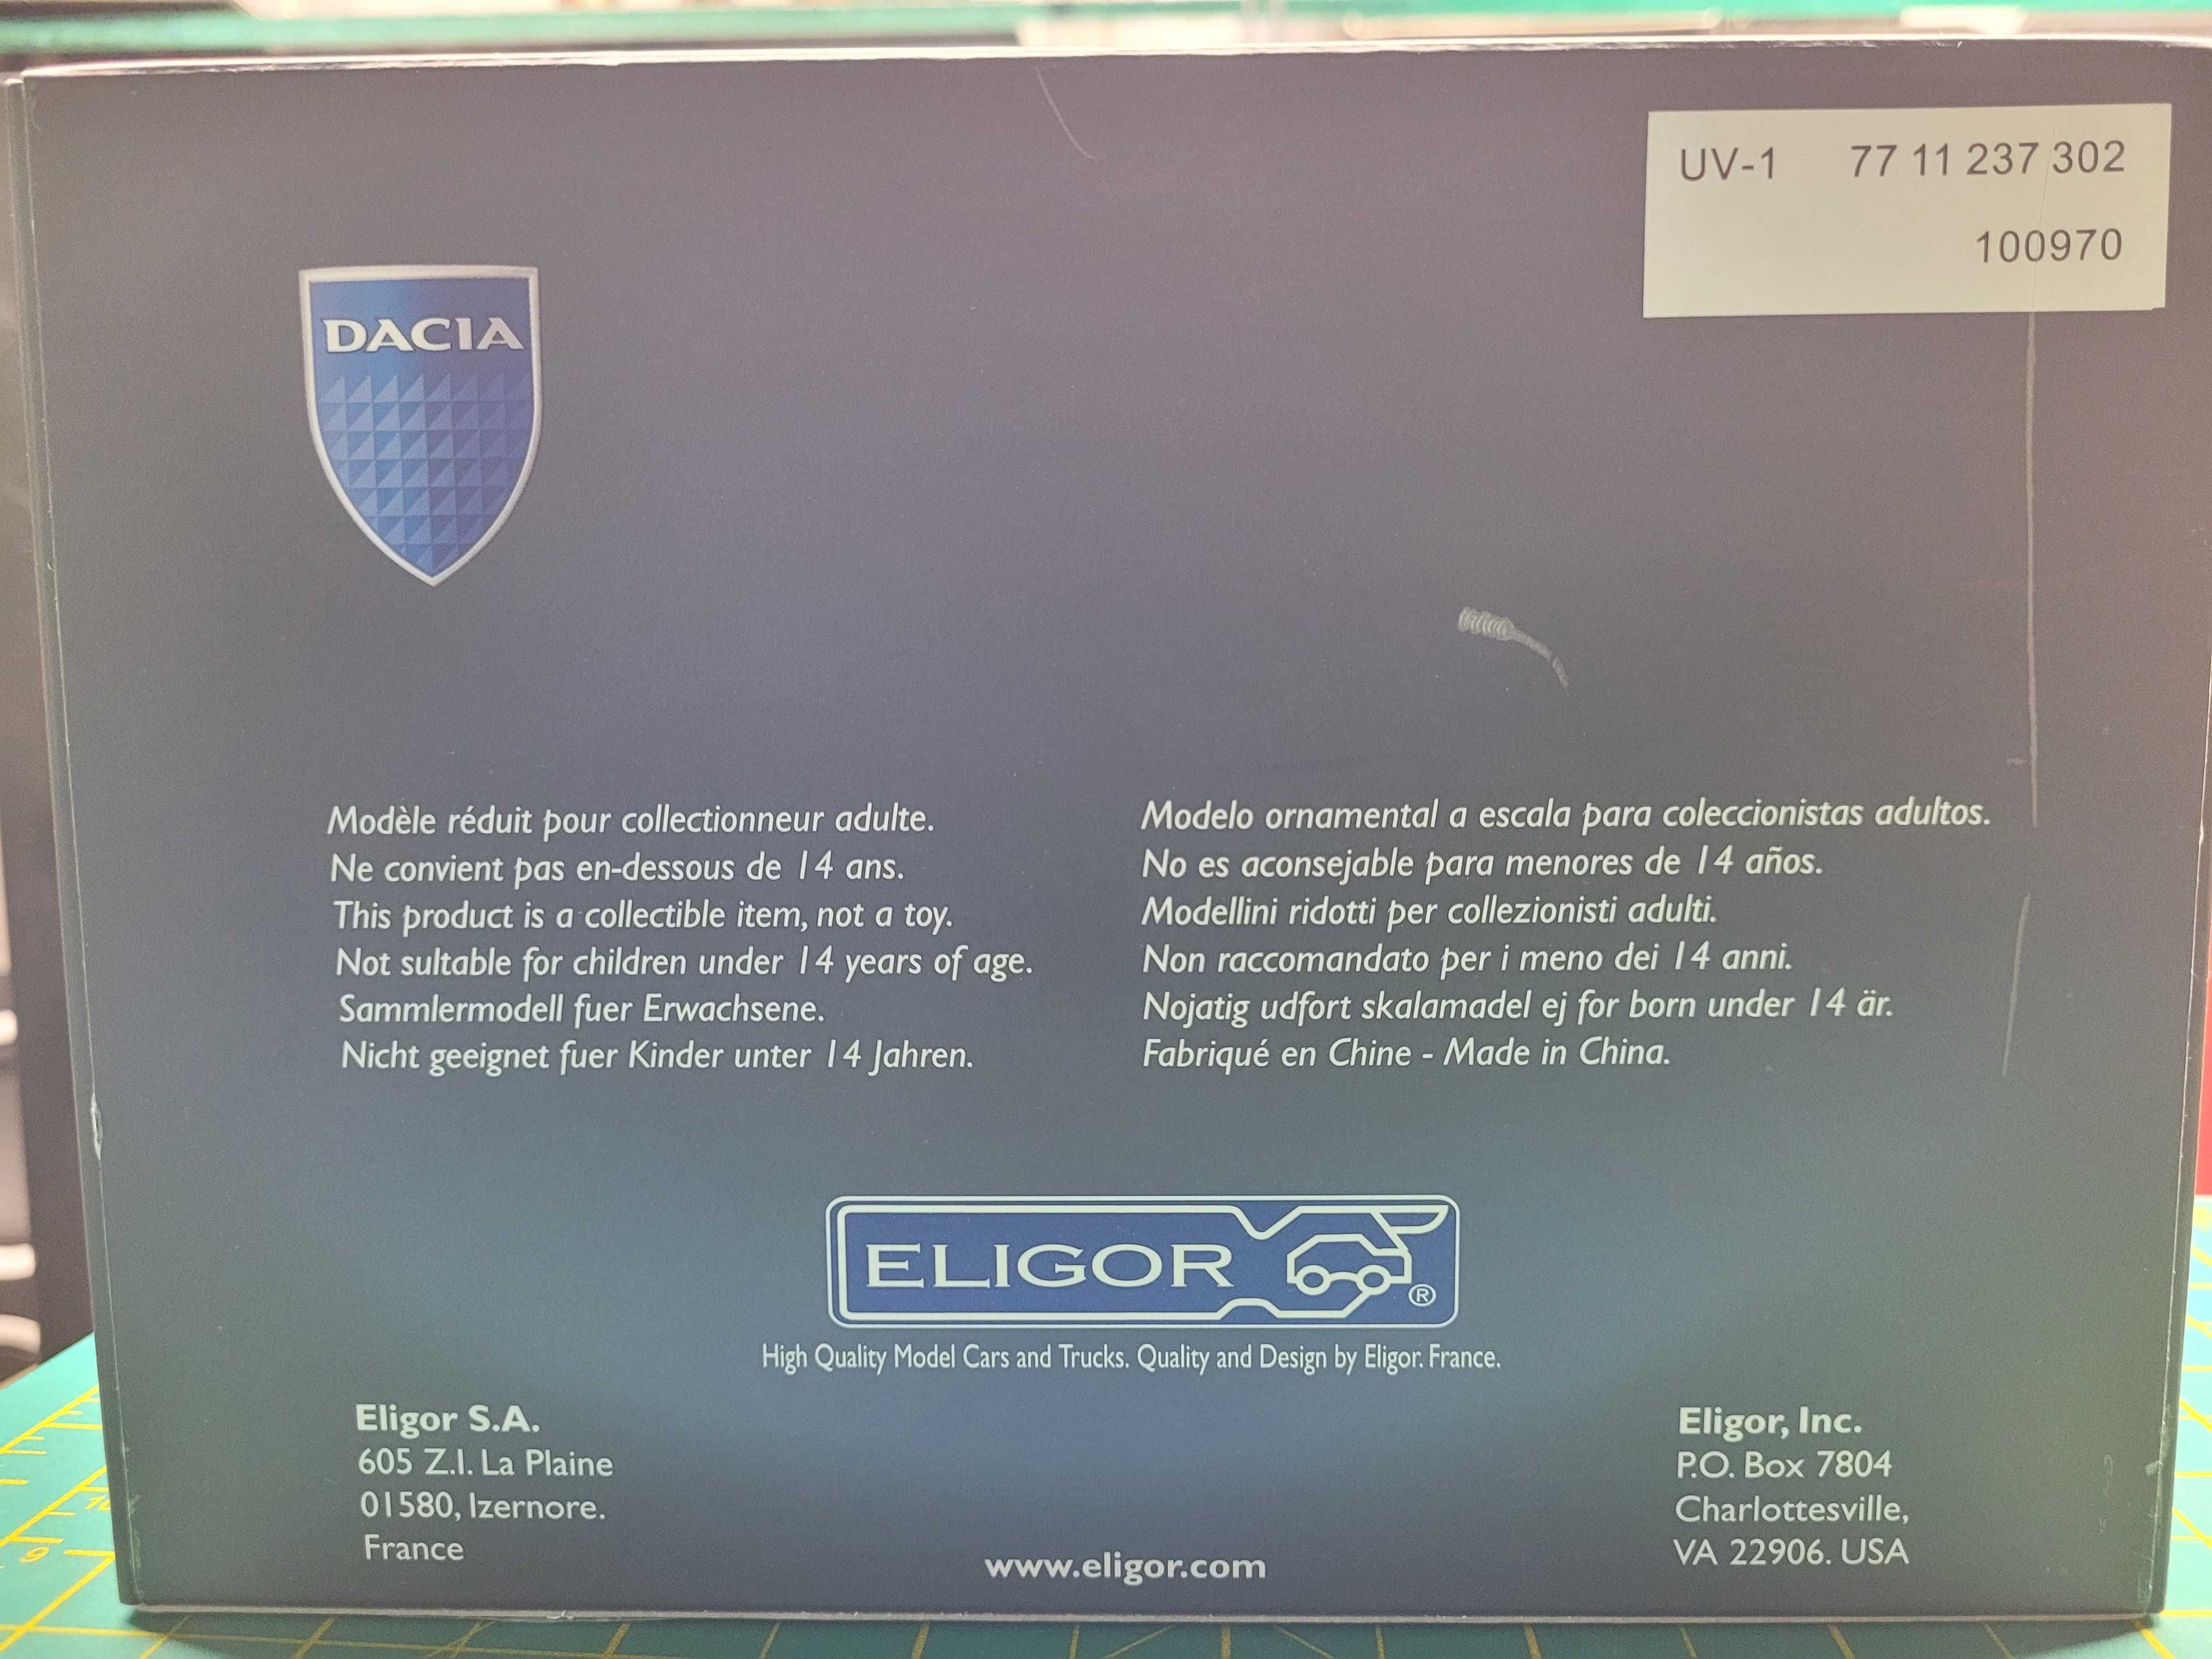 UV-1 77 11 237 302
100970
DACIA
Modèle réduit pour collectionneur adulte.
Ne convient pas en-dessous de 14 ans.
This product is a collectible item, not a toy.
Not sultable for children under 14 years of age.
Sammlermodell fuer Erwachsene.
Nicht geeignet fuer Kinder unter 14 Jahren.
Modelo ornamental a escala para coleccionistas adultos.
No es aconsejable para menores de 14 años.
Modellini ridotti per collezionisti adulti.
Non raccomandato per i meno dei 14 anni.
Nojatig udfort skalamadel ej for born under 14 är.
Fabriqué en Chine - Made in China.
ELIGOR ®
High Quality Model Cars and Trucks. Quality and Design by Eligor. France.
Eligor S.A.
605 Z.I. La Plaine
01580, Izernore.
France
www.eligor.com
Eligor, Inc.
P.O. Box 7804
Charlottesville,
VA 22906. USA
10
9